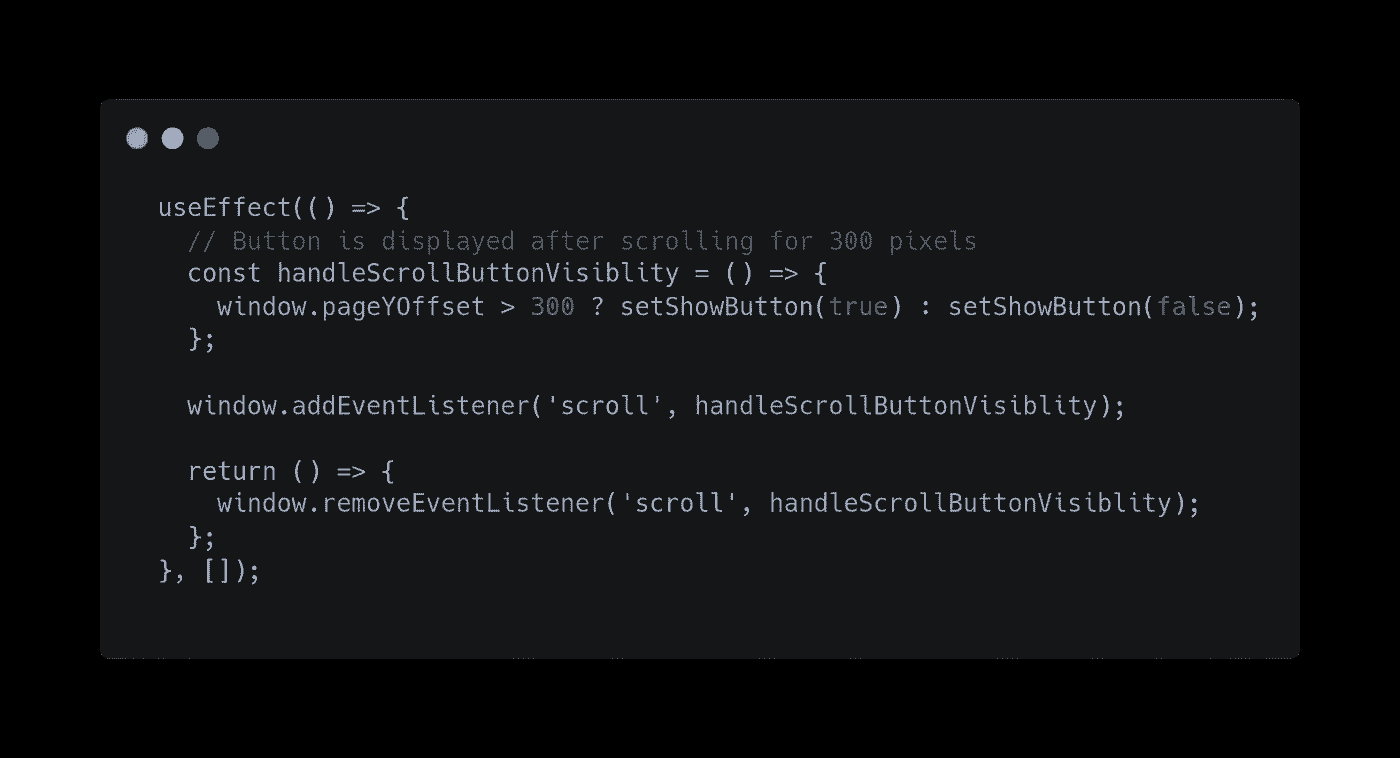 useEffect(() => {
  // Button is displayed after scrolling for 300 pixels
  const handleScrollButtonVisiblity = () => {
    window.pageYOffset > 300 ? setShowButton(true) : setShowButton(false);
  };

  window.addEventListener('scroll', handleScrollButtonVisiblity);

  return () => {
    window.removeEventListener('scroll', handleScrollButtonVisiblity);
  };
}, []);